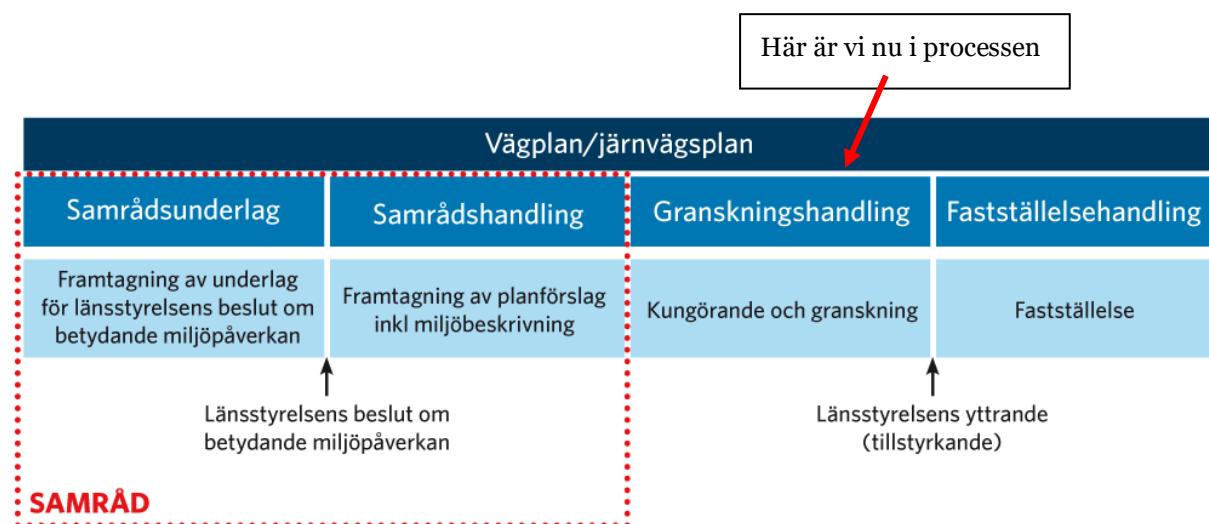 Här är vi nu i processen
Vägplan/järnvägsplan
Samrådsunderlag
Samrådshandling
Granskningshandling
Fastställelsehandling
Framtagning av underlag
för länsstyrelsens beslut om
betydande miljöpåverkan
Framtagning av planförslag
inkl miljöbeskrivning
Kungörande och granskning
Fastställelse
Länsstyrelsens beslut om
betydande miljöpåverkan
Länsstyrelsens yttrande
(tillstyrkande)
SAMRÅD